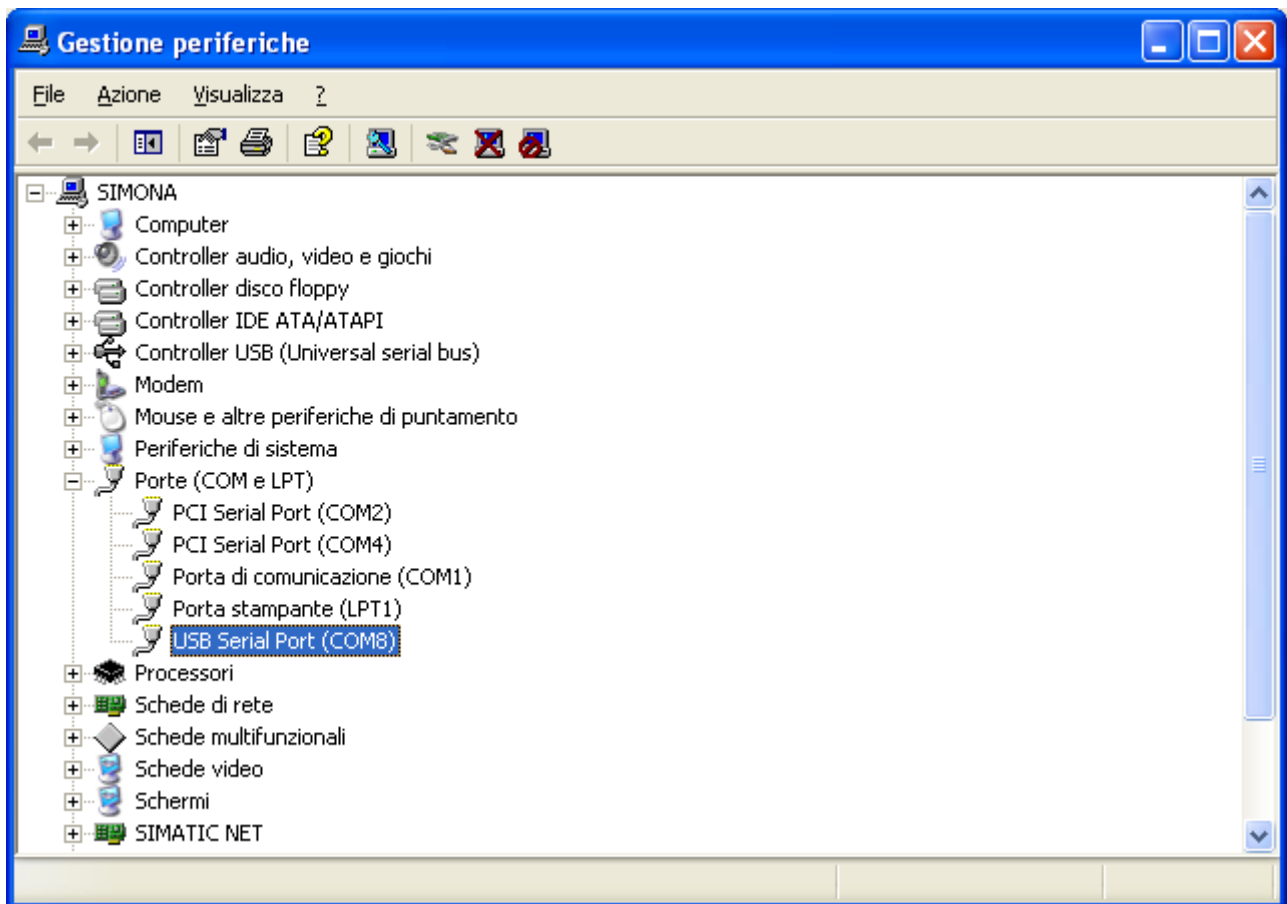 Gestione periferiche
File Azione Visualizza ?
SIMONA
Computer
Controller audio, video e giochi
Controller disco floppy
Controller IDE ATA/ATAPI
Controller USB (Universal serial bus)
Modem
Mouse e altre periferiche di puntamento
Periferiche di sistema
Porte (COM e LPT)
PCI Serial Port (COM2)
PCI Serial Port (COM4)
Porta di comunicazione (COM1)
Porta stampante (LPT1)
USB Serial Port (COM8)
Processori
Schede di rete
Schede multifunzionali
Schede video
Schermi
SIMATIC NET